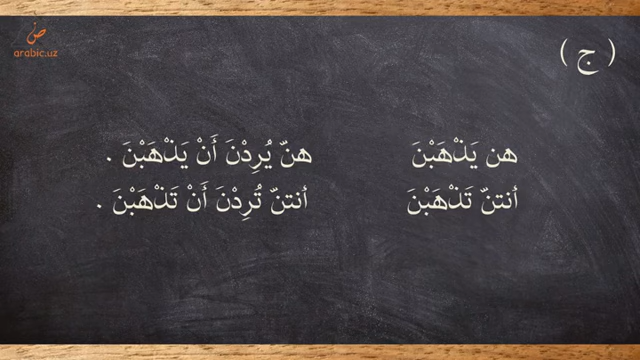 ض
arabic.uz
( ج )
هن يَذْهَبْنَ هنّ يُرِدْنَ أَنْ يَذْهَبْنَ .
أنتنّ تَذْهَبْنَ أنتنّ تُرِدْنَ أَنْ تَذْهَبْنَ .